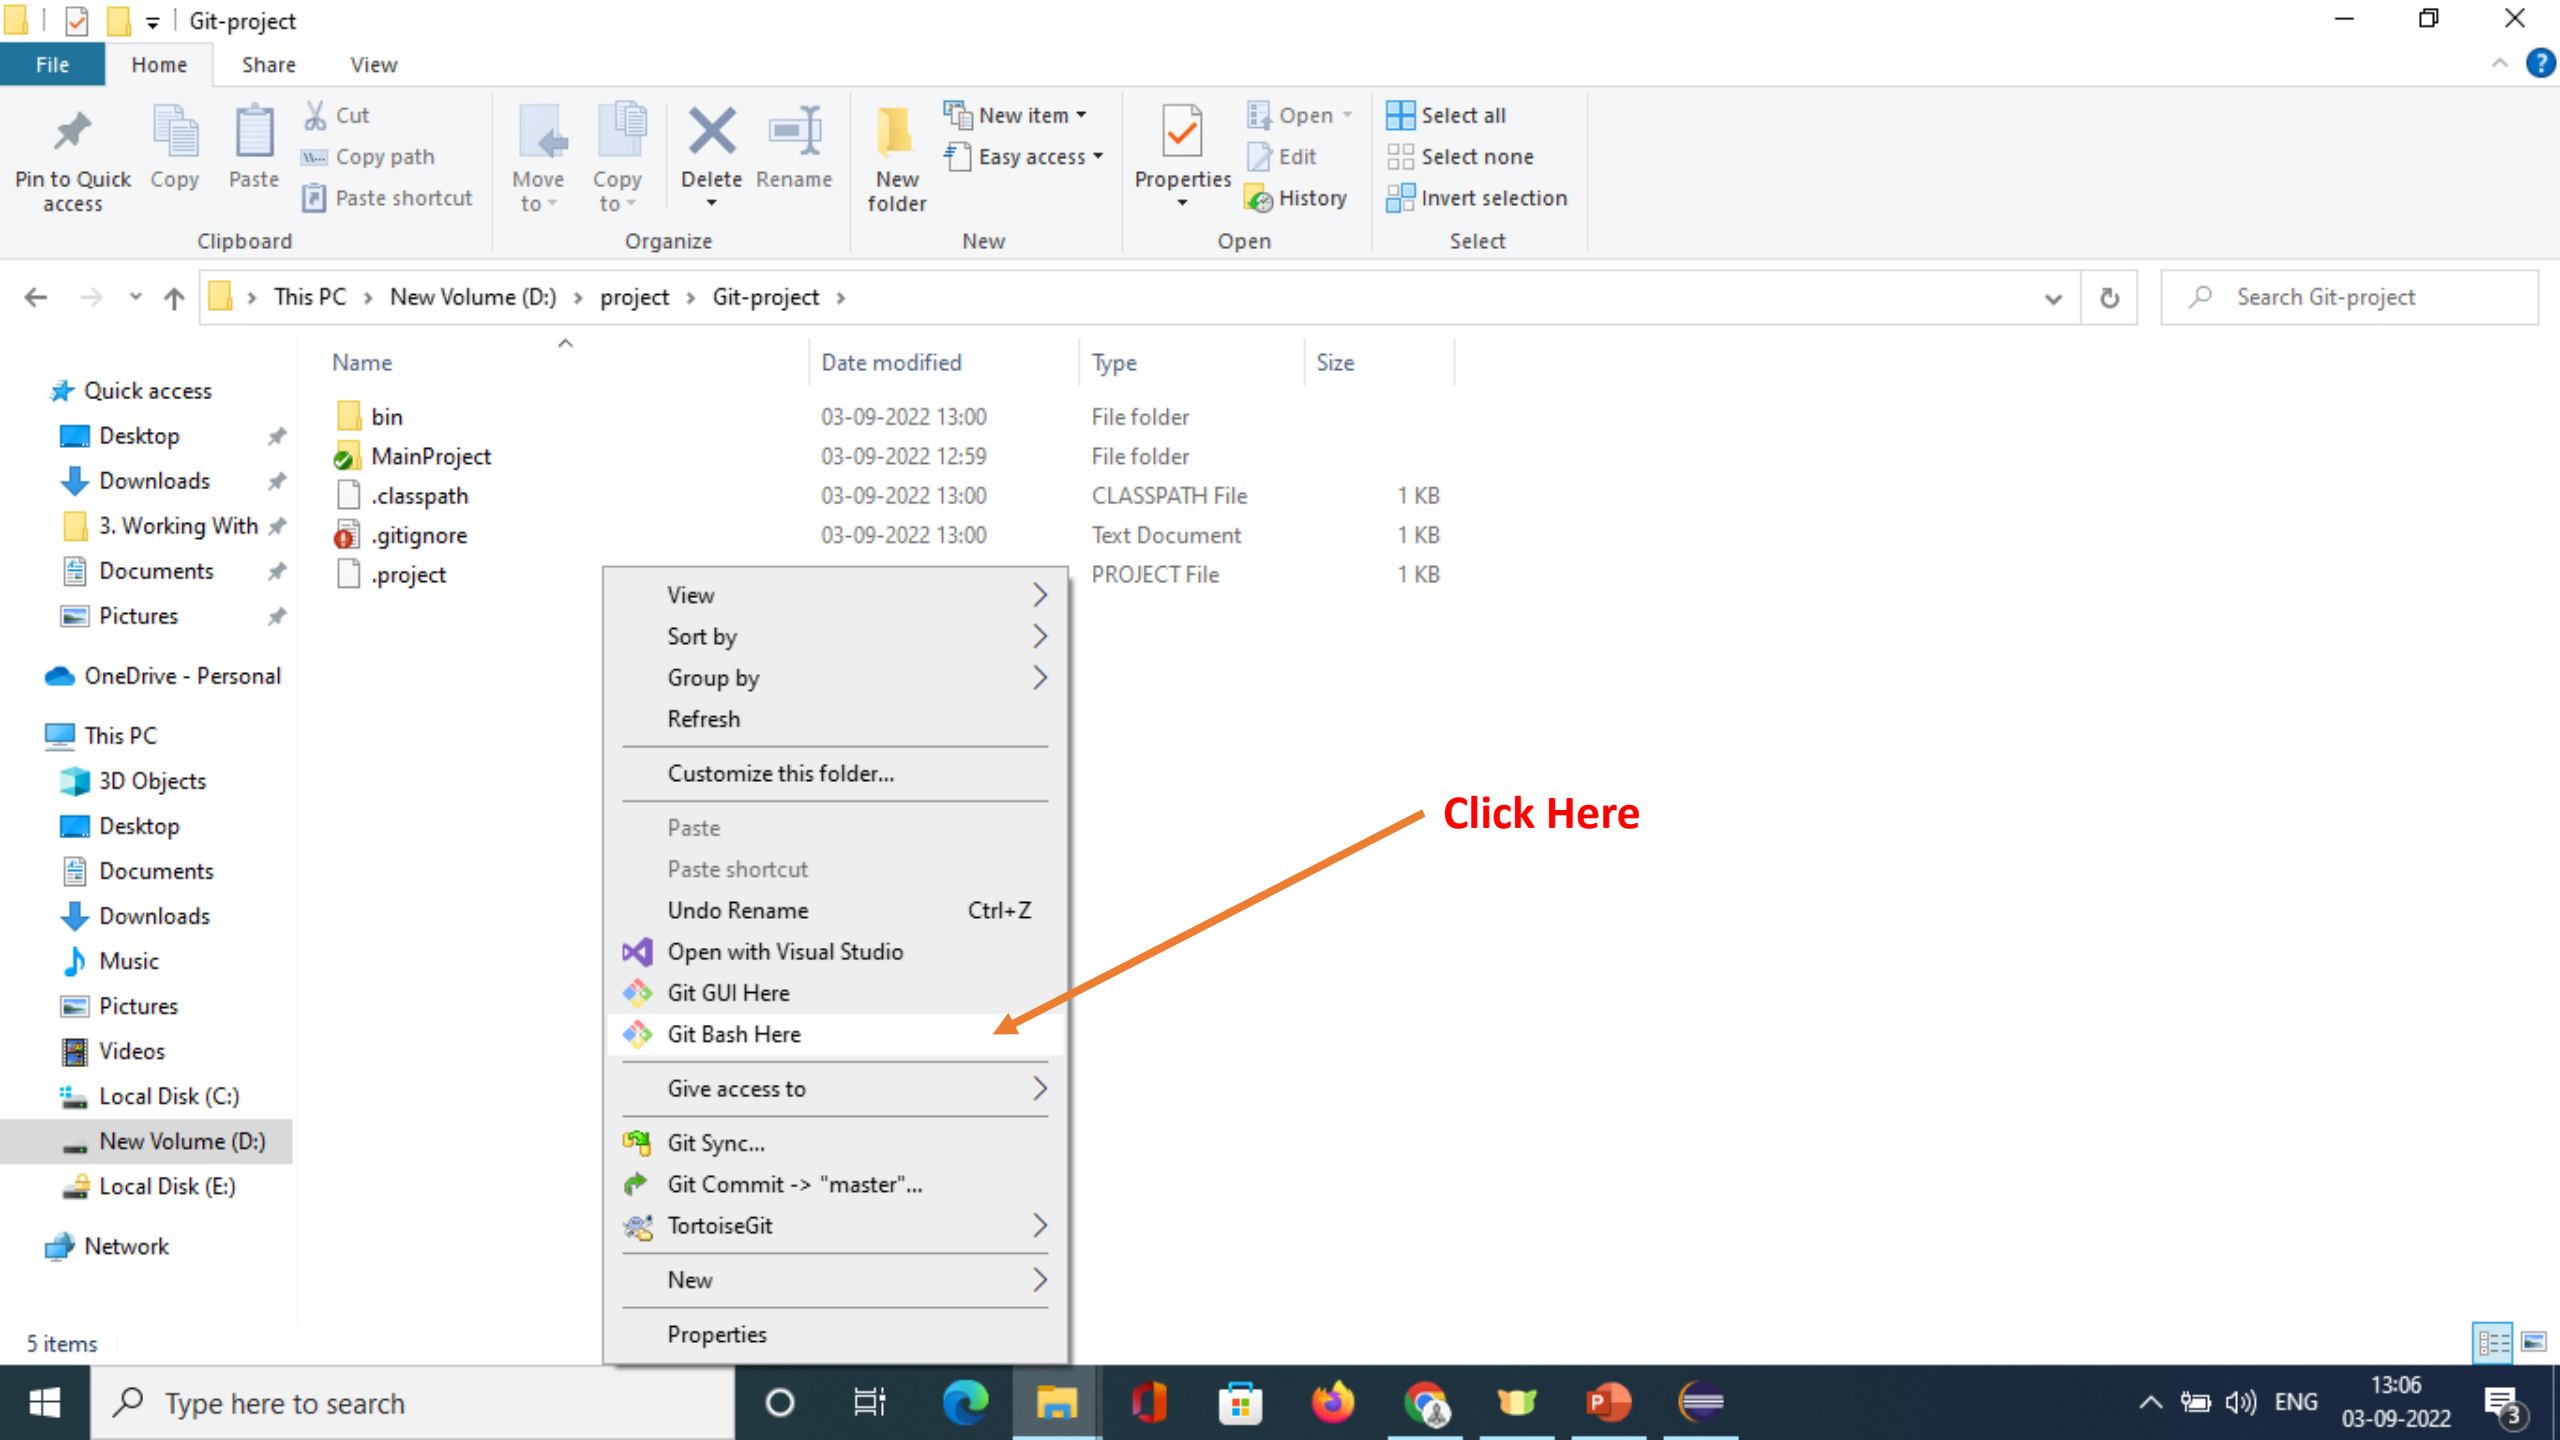 Git-project
File Home Share View
Pin to Quick access
Copy
Paste
Cut
Copy path
Paste shortcut
Clipboard
Move to
Copy to
Delete
Rename
Organize
New folder
New item
Easy access
New
Properties
Open
Edit
History
Open
Select all
Select none
Invert selection
Select
This PC > New Volume (D:) > project > Git-project >
Search Git-project
Quick access
Desktop
Downloads
3. Working With
Documents
Pictures
OneDrive - Personal
This PC
3D Objects
Desktop
Documents
Downloads
Music
Pictures
Videos
Local Disk (C:)
New Volume (D:)
Local Disk (E:)
Network
Name Date modified Type Size
bin 03-09-2022 13:00 File folder
MainProject 03-09-2022 12:59 File folder
.classpath 03-09-2022 13:00 CLASSPATH File 1 KB
.gitignore 03-09-2022 13:00 Text Document 1 KB
.project PROJECT File 1 KB
View
Sort by
Group by
Refresh
Customize this folder...
Paste
Paste shortcut
Undo Rename Ctrl+Z
Open with Visual Studio
Git GUI Here
Git Bash Here
Give access to
Git Sync...
Git Commit -> "master"...
TortoiseGit
New
Properties
Click Here
5 items
Type here to search
ENG
13:06
03-09-2022
3